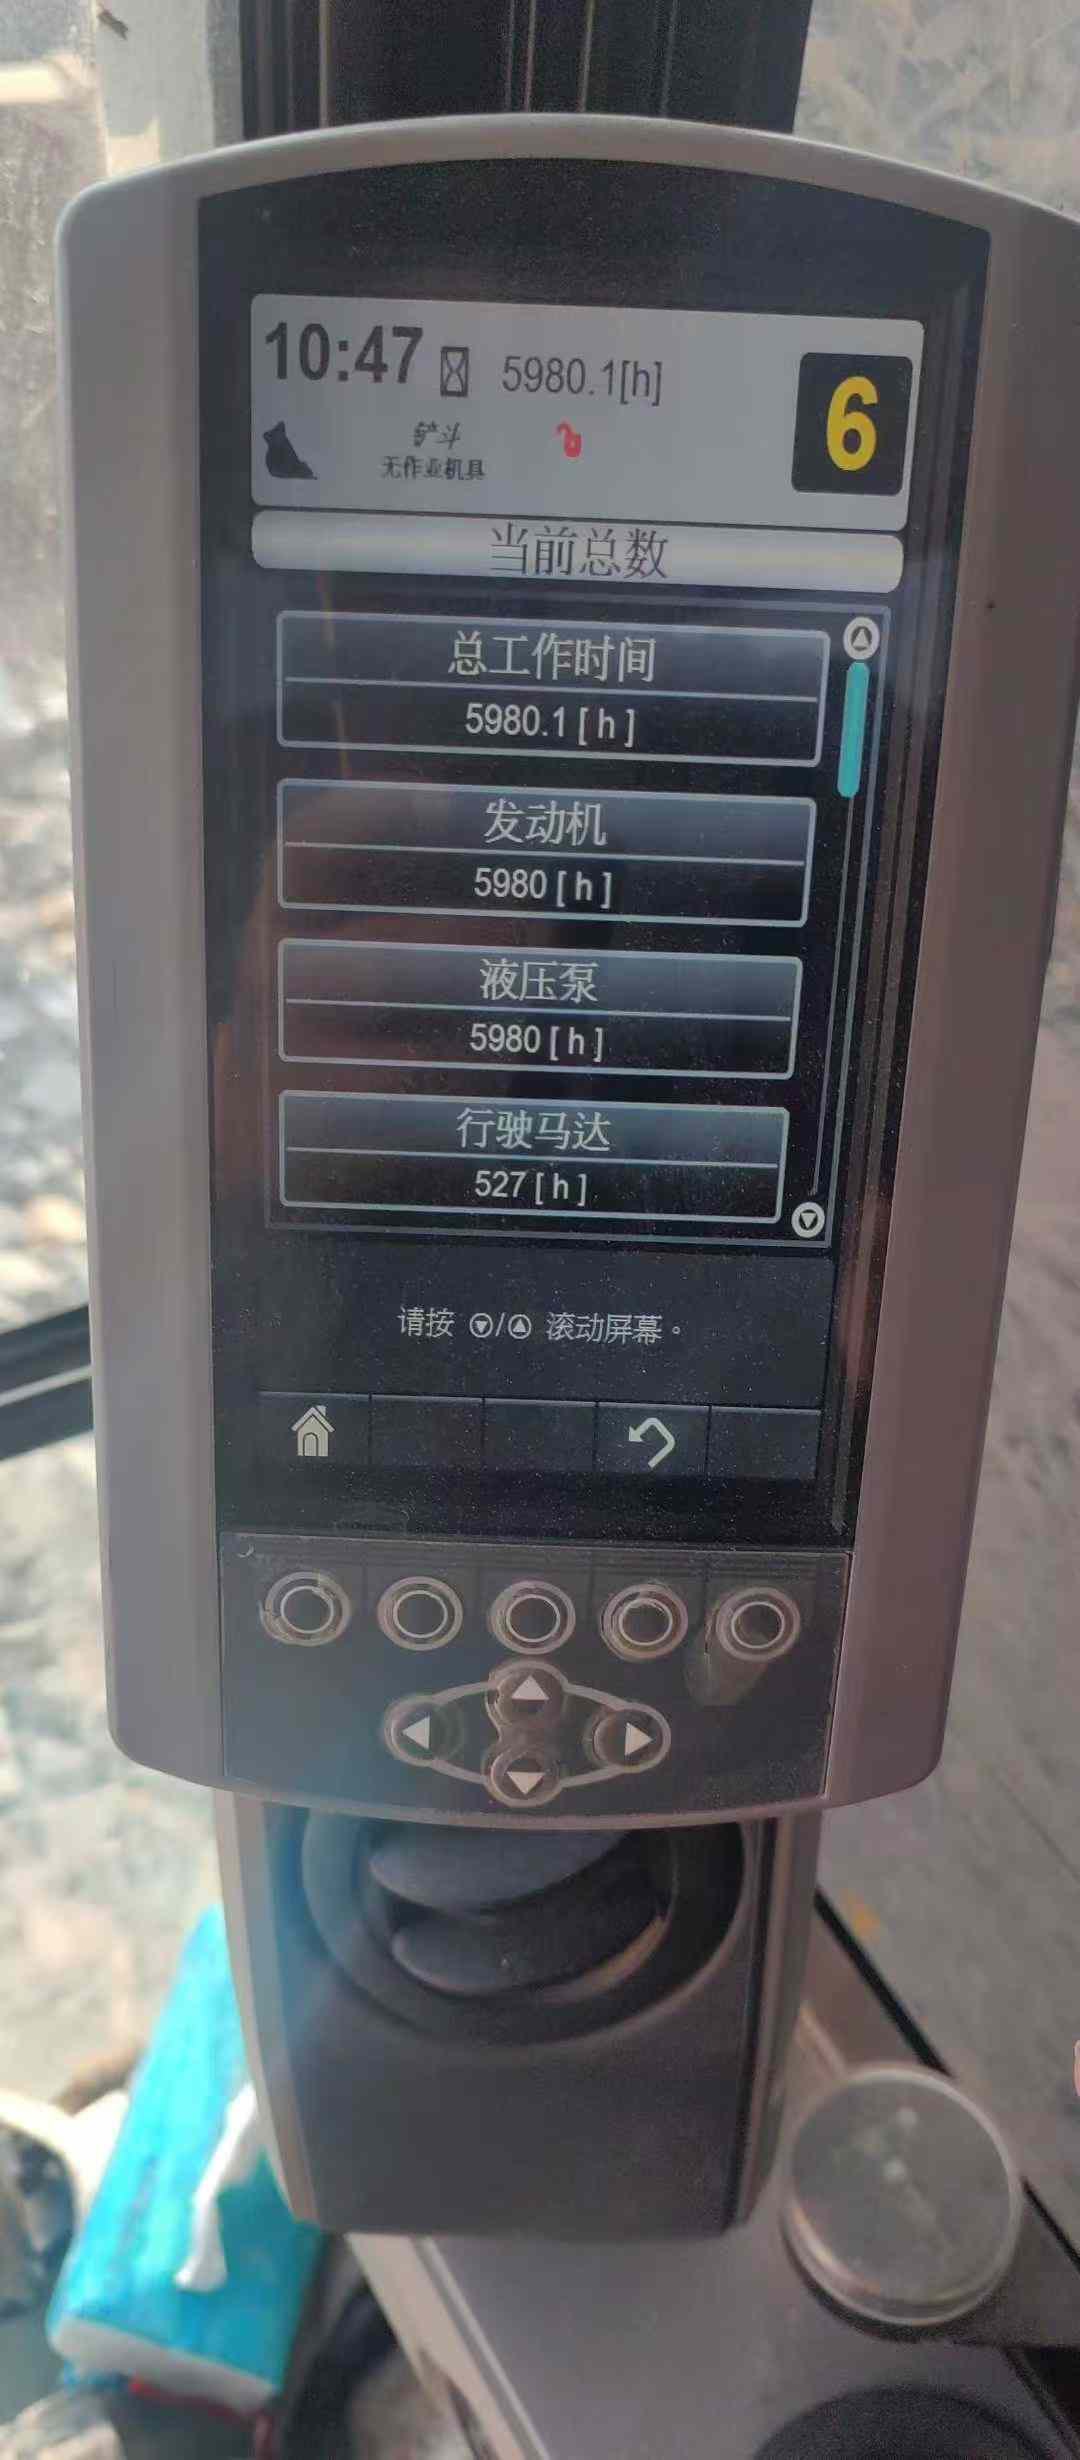 10:47 5980.1[h]
铲斗
无作业机具
6
当前总数
总工作时间
5980.1 [ h ]
发动机
5980 [ h ]
液压泵
5980 [ h ]
行驶马达
527 [ h ]
请按 / 滚动屏幕。